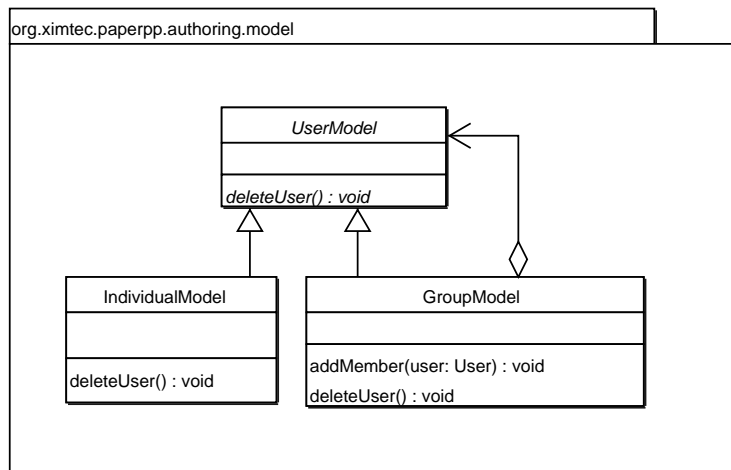 org.ximtec.paperpp.authoring.model
UserModel
deleteUser() : void
IndividualModel
deleteUser() : void
GroupModel
addMember(user: User) : void
deleteUser() : void